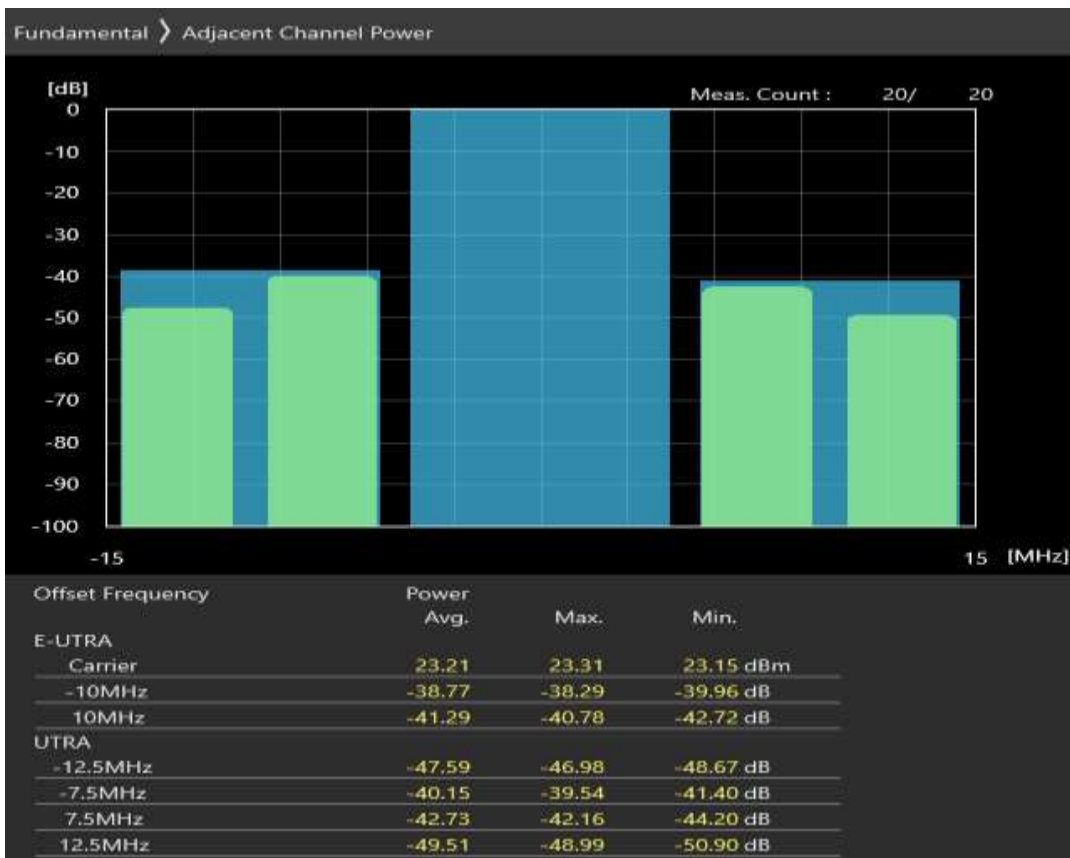 Fundamental ❯ Adjacent Channel Power
[dB]
Meas. Count : 20/ 20
0
-10
-20
-30
-40
-50
-60
-70
-80
-90
-100
-15 15 [MHz]
Offset Frequency Power
Avg. Max. Min.
E-UTRA
Carrier 23.21 23.31 23.15 dBm
-10MHz -38.77 -38.29 -39.96 dB
10MHz -41.29 -40.78 -42.72 dB
UTRA
-12.5MHz -47.59 -46.98 -48.67 dB
-7.5MHz -40.15 -39.54 -41.40 dB
7.5MHz -42.73 -42.16 -44.20 dB
12.5MHz -49.51 -48.99 -50.90 dB